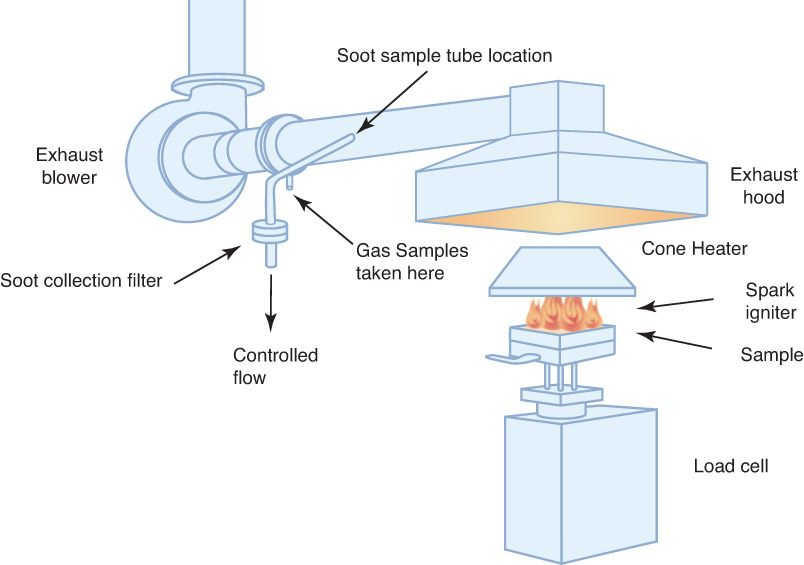 Soot sample tube location
Exhaust
blower
Exhaust
hood
Cone Heater
Gas Samples
taken here
Soot collection filter
Spark
igniter
Controlled
flow
Sample
Load cell